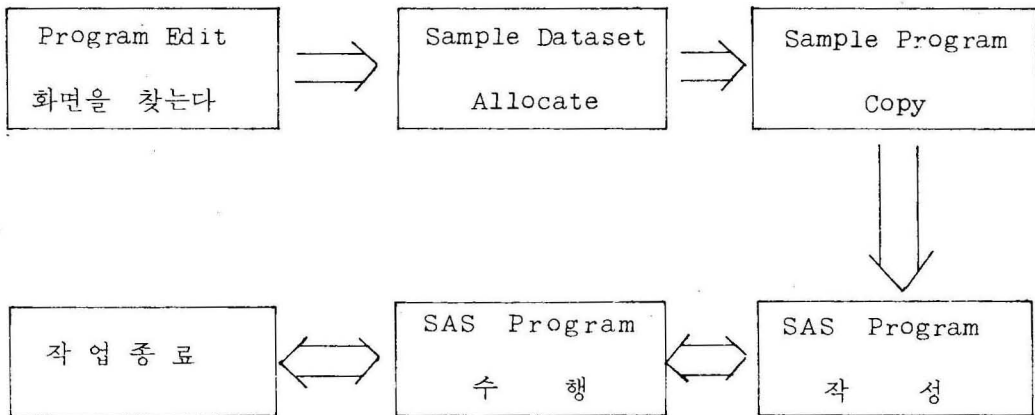 Program Edit
화면을 찾는다
Sample Dataset
Allocate
Sample Program
Copy
SAS Program
작 성
SAS Program
수 행
작 업 종 료